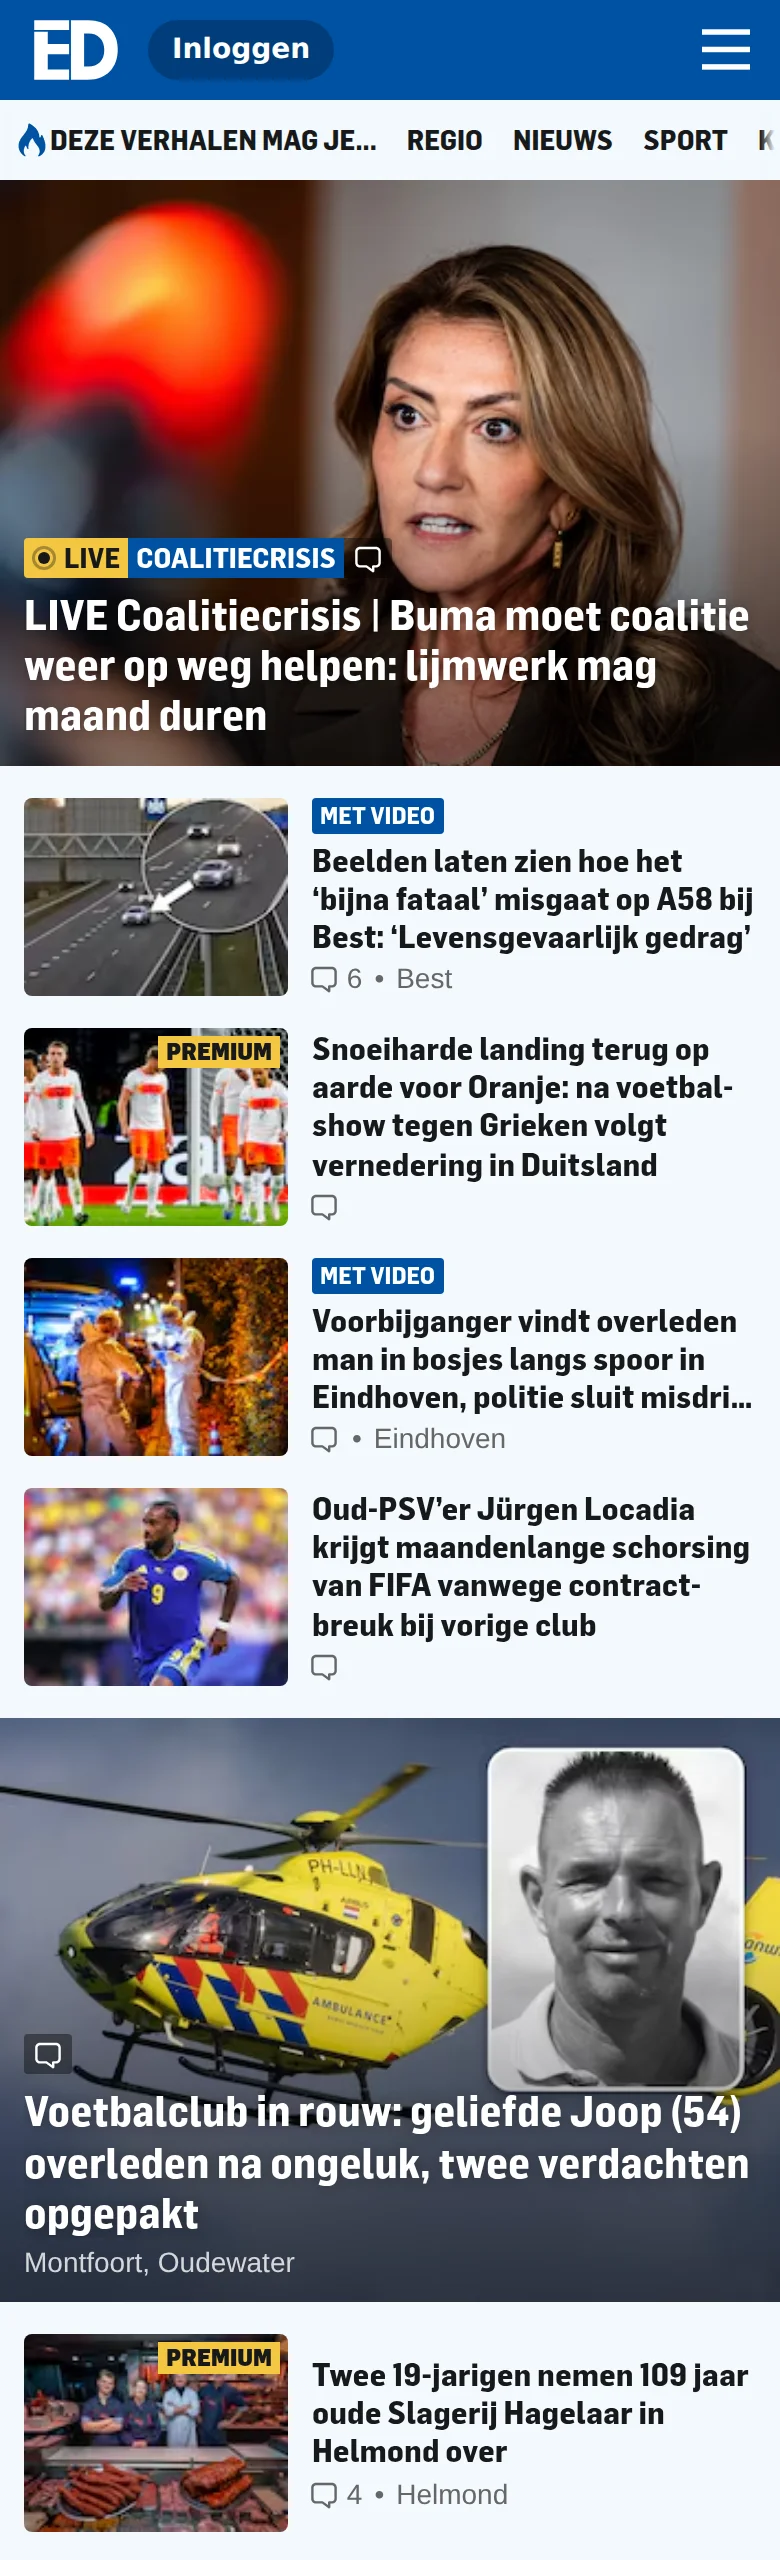 ED Inloggen
DEZE VERHALEN MAG JE... REGIO NIEUWS SPORT K
LIVE COALITIECRISIS
LIVE Coalitiecrisis | Buma moet coalitie
weer op weg helpen: lijmwerk mag
maand duren
MET VIDEO
Beelden laten zien hoe het
‘bijna fataal’ misgaat op A58 bij
Best: ‘Levensgevaarlijk gedrag’
6 • Best
PREMIUM
Snoeiharde landing terug op
aarde voor Oranje: na voetbal-
show tegen Grieken volgt
vernedering in Duitsland
MET VIDEO
Voorbijganger vindt overleden
man in bosjes langs spoor in
Eindhoven, politie sluit misdri...
• Eindhoven
9
Oud-PSV’er Jürgen Locadia
krijgt maandenlange schorsing
van FIFA vanwege contract-
breuk bij vorige club
PH-LLN
AMBULANCE
anw
Voetbalclub in rouw: geliefde Joop (54)
overleden na ongeluk, twee verdachten
opgepakt
Montfoort, Oudewater
PREMIUM
Twee 19-jarigen nemen 109 jaar
oude Slagerij Hagelaar in
Helmond over
4 • Helmond